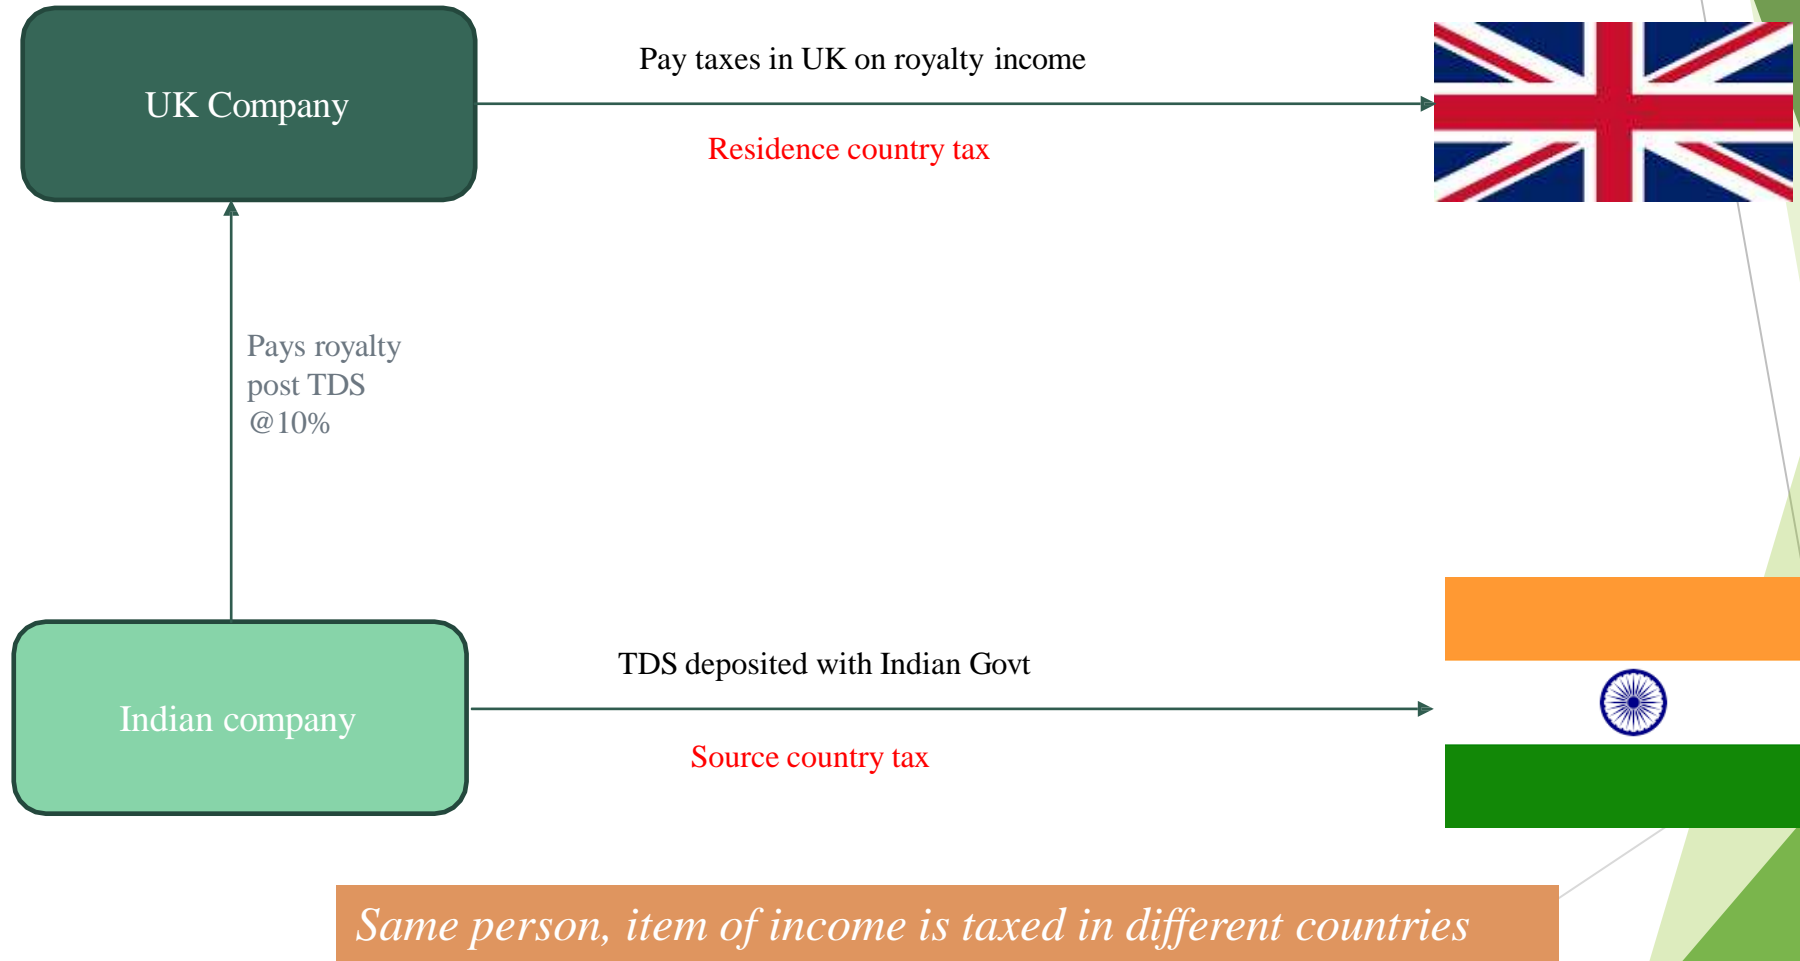 Pay taxes in UK on royalty income
UK Company
Residence country tax
Pays royalty
post TDS
@10%
TDS deposited with Indian Govt
Indian company
Source country tax
Same person, item of income is taxed in different countries